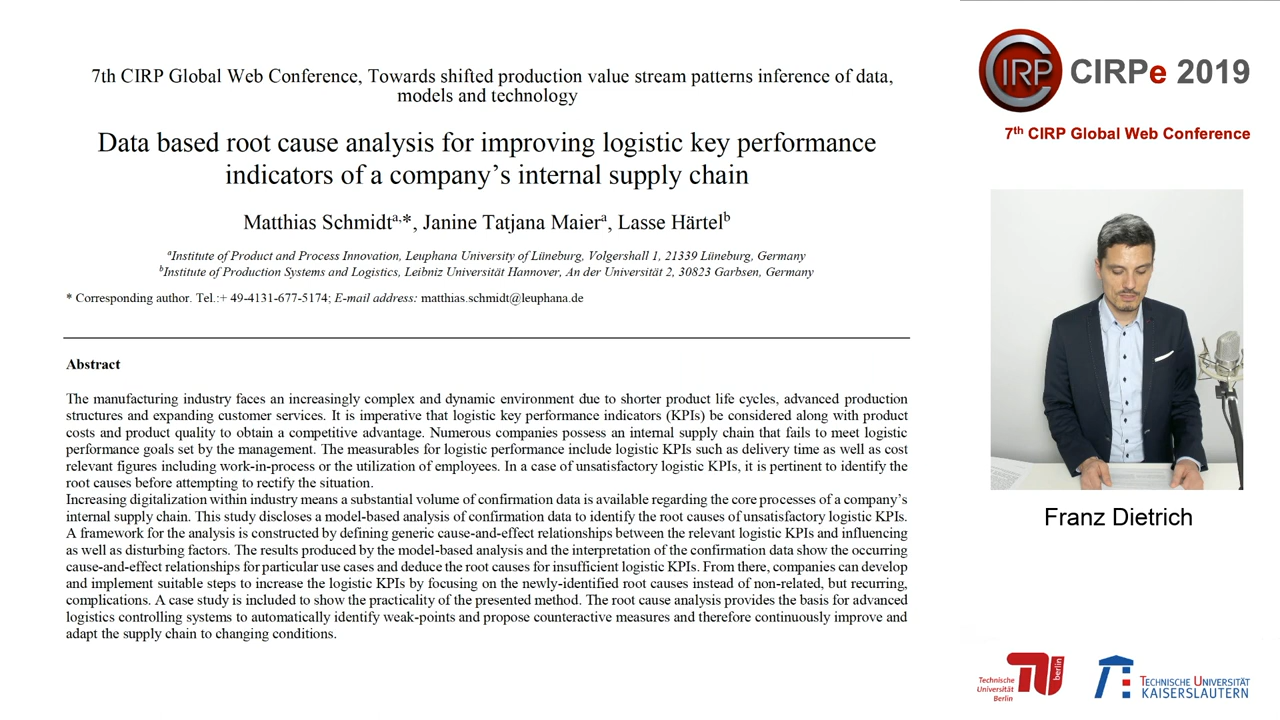 7th CIRP Global Web Conference, Towards shifted production value stream patterns inference of data,
models and technology
Data based root cause analysis for improving logistic key performance
indicators of a company’s internal supply chain
Matthias Schmidtᵃ,*, Janine Tatjana Maierᵃ, Lasse Härtelᵇ
ᵃInstitute of Product and Process Innovation, Leuphana University of Lüneburg, Volgershall 1, 21339 Lüneburg, Germany
ᵇInstitute of Production Systems and Logistics, Leibniz Universität Hannover, An der Universität 2, 30823 Garbsen, Germany
* Corresponding author. Tel.:+ 49-4131-677-5174; E-mail address: matthias.schmidt@leuphana.de
Abstract
The manufacturing industry faces an increasingly complex and dynamic environment due to shorter product life cycles, advanced production
structures and expanding customer services. It is imperative that logistic key performance indicators (KPIs) be considered along with product
costs and product quality to obtain a competitive advantage. Numerous companies possess an internal supply chain that fails to meet logistic
performance goals set by the management. The measurables for logistic performance include logistic KPIs such as delivery time as well as cost
relevant figures including work-in-process or the utilization of employees. In a case of unsatisfactory logistic KPIs, it is pertinent to identify the
root causes before attempting to rectify the situation.
Increasing digitalization within industry means a substantial volume of confirmation data is available regarding the core processes of a company’s
internal supply chain. This study discloses a model-based analysis of confirmation data to identify the root causes of unsatisfactory logistic KPIs.
A framework for the analysis is constructed by defining generic cause-and-effect relationships between the relevant logistic KPIs and influencing
as well as disturbing factors. The results produced by the model-based analysis and the interpretation of the confirmation data show the occurring
cause-and-effect relationships for particular use cases and deduce the root causes for insufficient logistic KPIs. From there, companies can develop
and implement suitable steps to increase the logistic KPIs by focusing on the newly-identified root causes instead of non-related, but recurring,
complications. A case study is included to show the practicality of the presented method. The root cause analysis provides the basis for advanced
logistics controlling systems to automatically identify weak-points and propose counteractive measures and therefore continuously improve and
adapt the supply chain to changing conditions.
CIRP
CIRPe 2019
7ᵗʰ CIRP Global Web Conference
Franz Dietrich
Technische
Universität
Berlin
berlin
TECHNISCHE UNIVERSITÄT
KAISERSLAUTERN